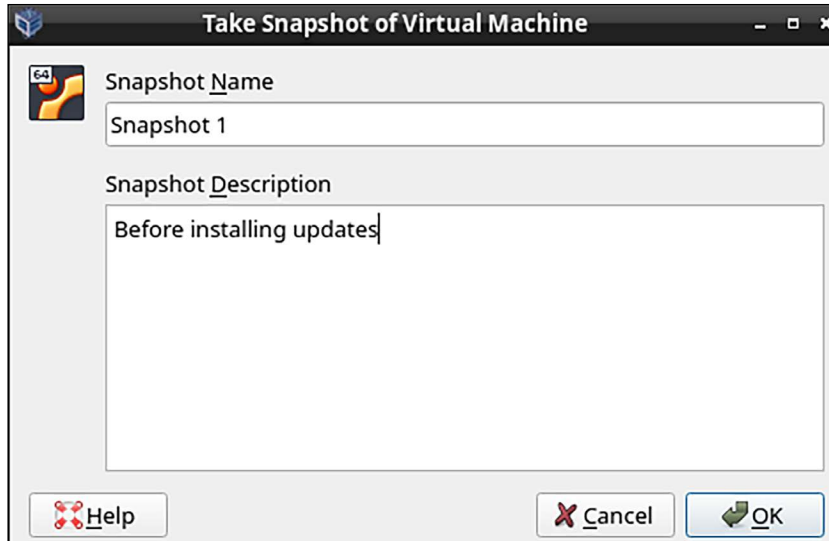 Take Snapshot of Virtual Machine
64
Snapshot Name
Snapshot 1
Snapshot Description
Before installing updates
Help
Cancel
OK